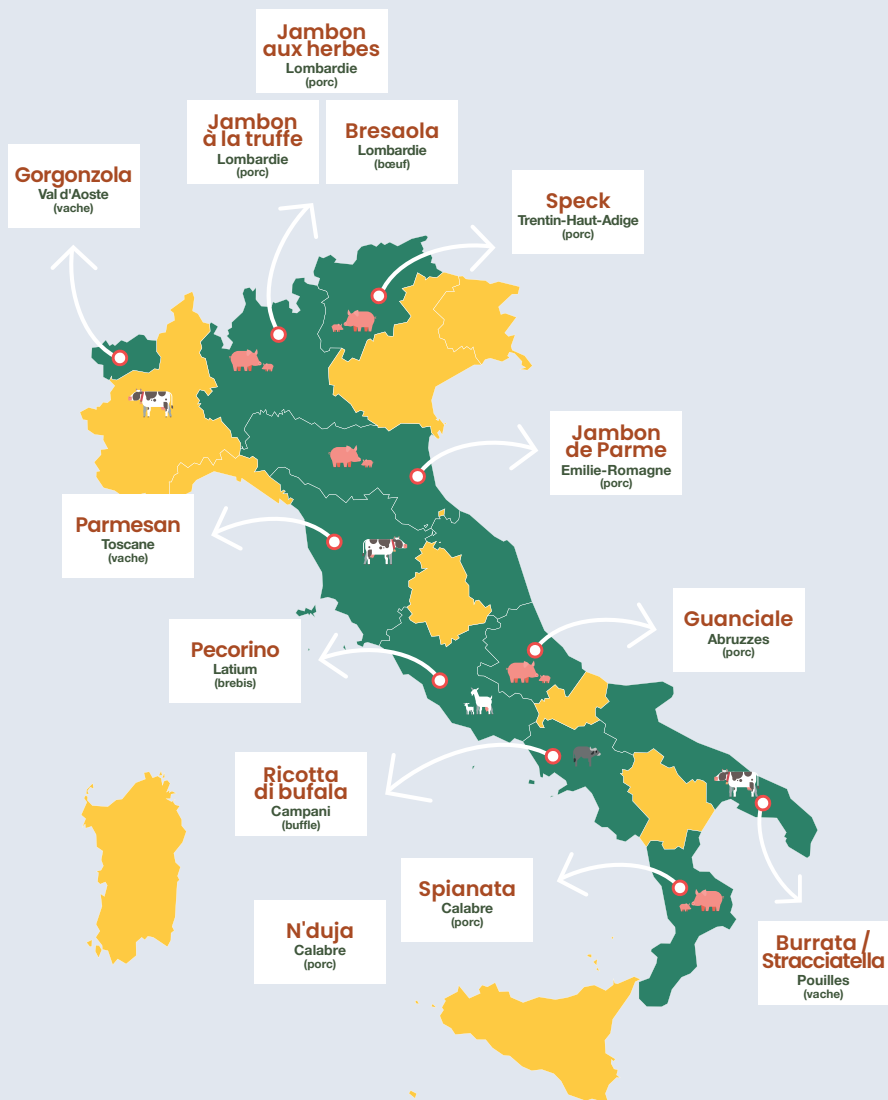 Jambon
aux herbes
Lombardie
(porc)
Jambon
à la truffe
Lombardie
(porc)
Bresaola
Lombardie
(bœuf)
Gorgonzola
Val d'Aoste
(vache)
Speck
Trentin-Haut-Adige
(porc)
Jambon
de Parme
Emilie-Romagne
(porc)
Parmesan
Toscane
(vache)
Guanciale
Abruzzes
(porc)
Pecorino
Latium
(brebis)
Ricotta
di bufala
Campani
(buffle)
Spianata
Calabre
(porc)
N'duja
Calabre
(porc)
Burrata /
Stracciatella
Pouilles
(vache)